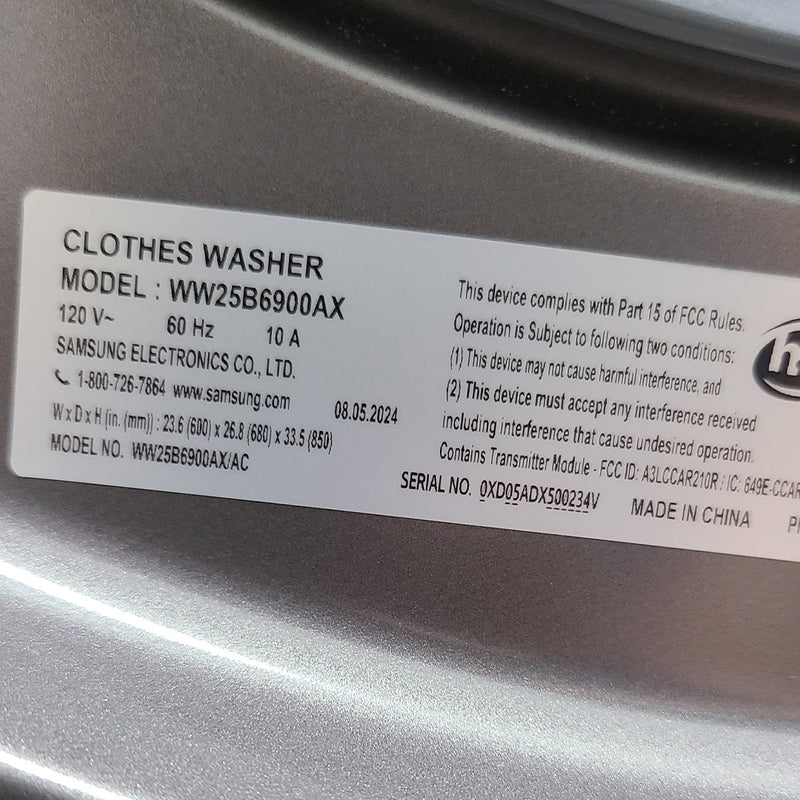 CLOTHES WASHER
MODEL : WW25B6900AX
120 V~ 60 Hz 10 A
SAMSUNG ELECTRONICS CO., LTD.
1-800-726-7864 www.samsung.com
08.05.2024
W x D x H (in. (mm)) : 23.6 (600) x 26.8 (680) x 33.5 (850)
MODEL NO. WW25B6900AX/AC
This device complies with Part 15 of FCC Rules.
Operation is Subject to following two conditions:
(1) This device may not cause harmful interference, and
(2) This device must accept any interference received
including interference that cause undesired operation.
Contains Transmitter Module - FCC ID: A3LCCAR210R / IC: 649E-CCAR
SERIAL NO. 0XD05ADX500234V
MADE IN CHINA